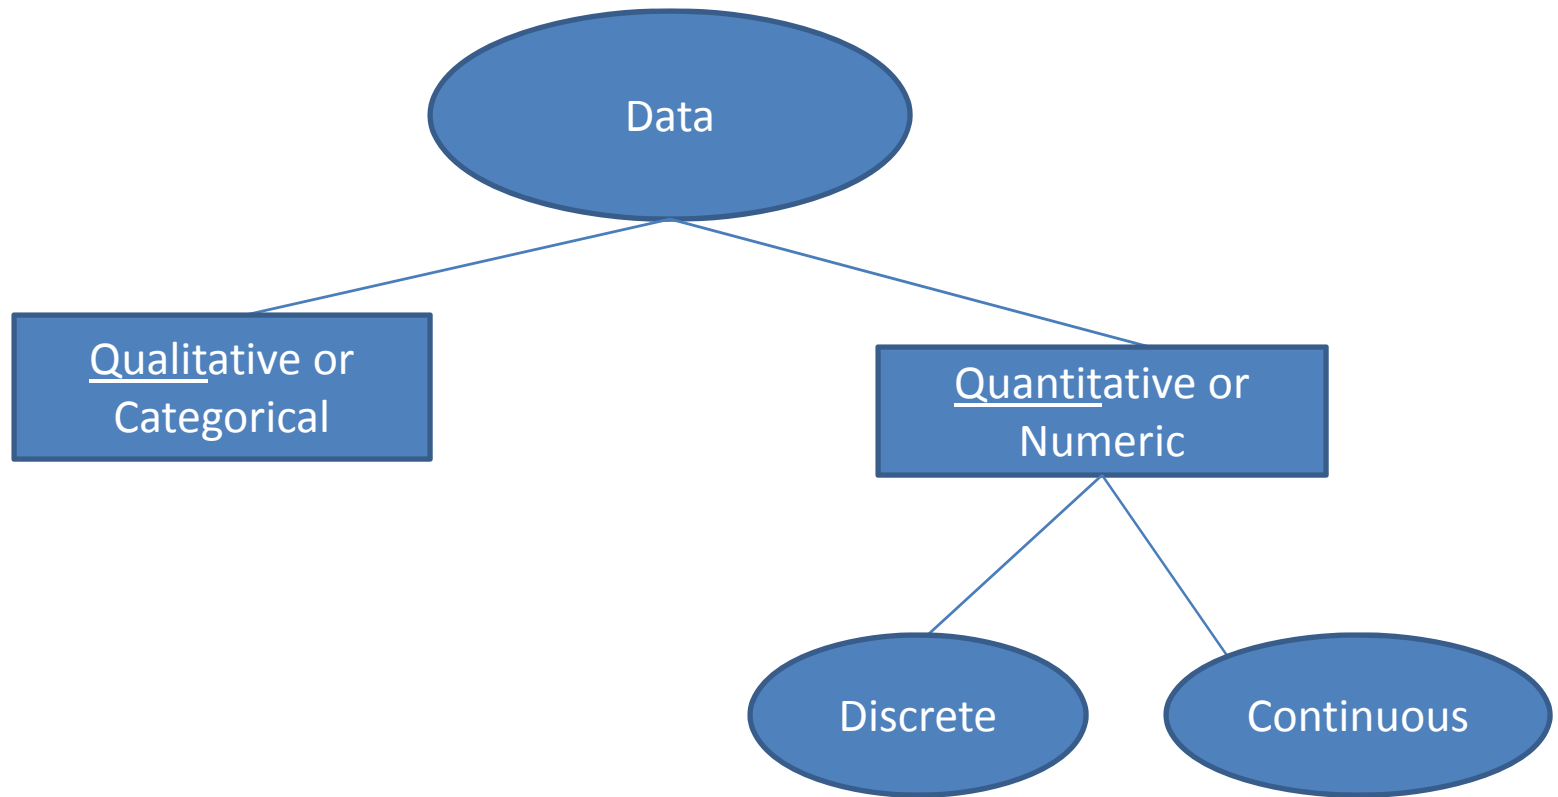 Data
Qualitative or
Categorical
Quantitative or
Numeric
Discrete
Continuous